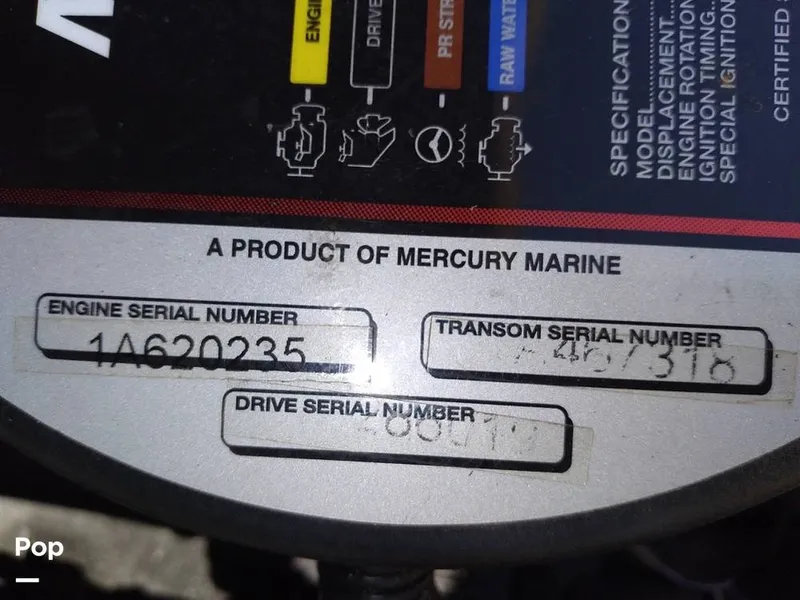 ENGI
DRIVE
PR STR
RAW WATE
SPECIFICATION
MODEL...............
DISPLACEMENT....
ENGINE ROTATION
IGNITION TIMING...
SPECIAL IGNITION
CERTIFIED
A PRODUCT OF MERCURY MARINE
ENGINE SERIAL NUMBER
1A620235
TRANSOM SERIAL NUMBER
DRIVE SERIAL NUMBER
Pop